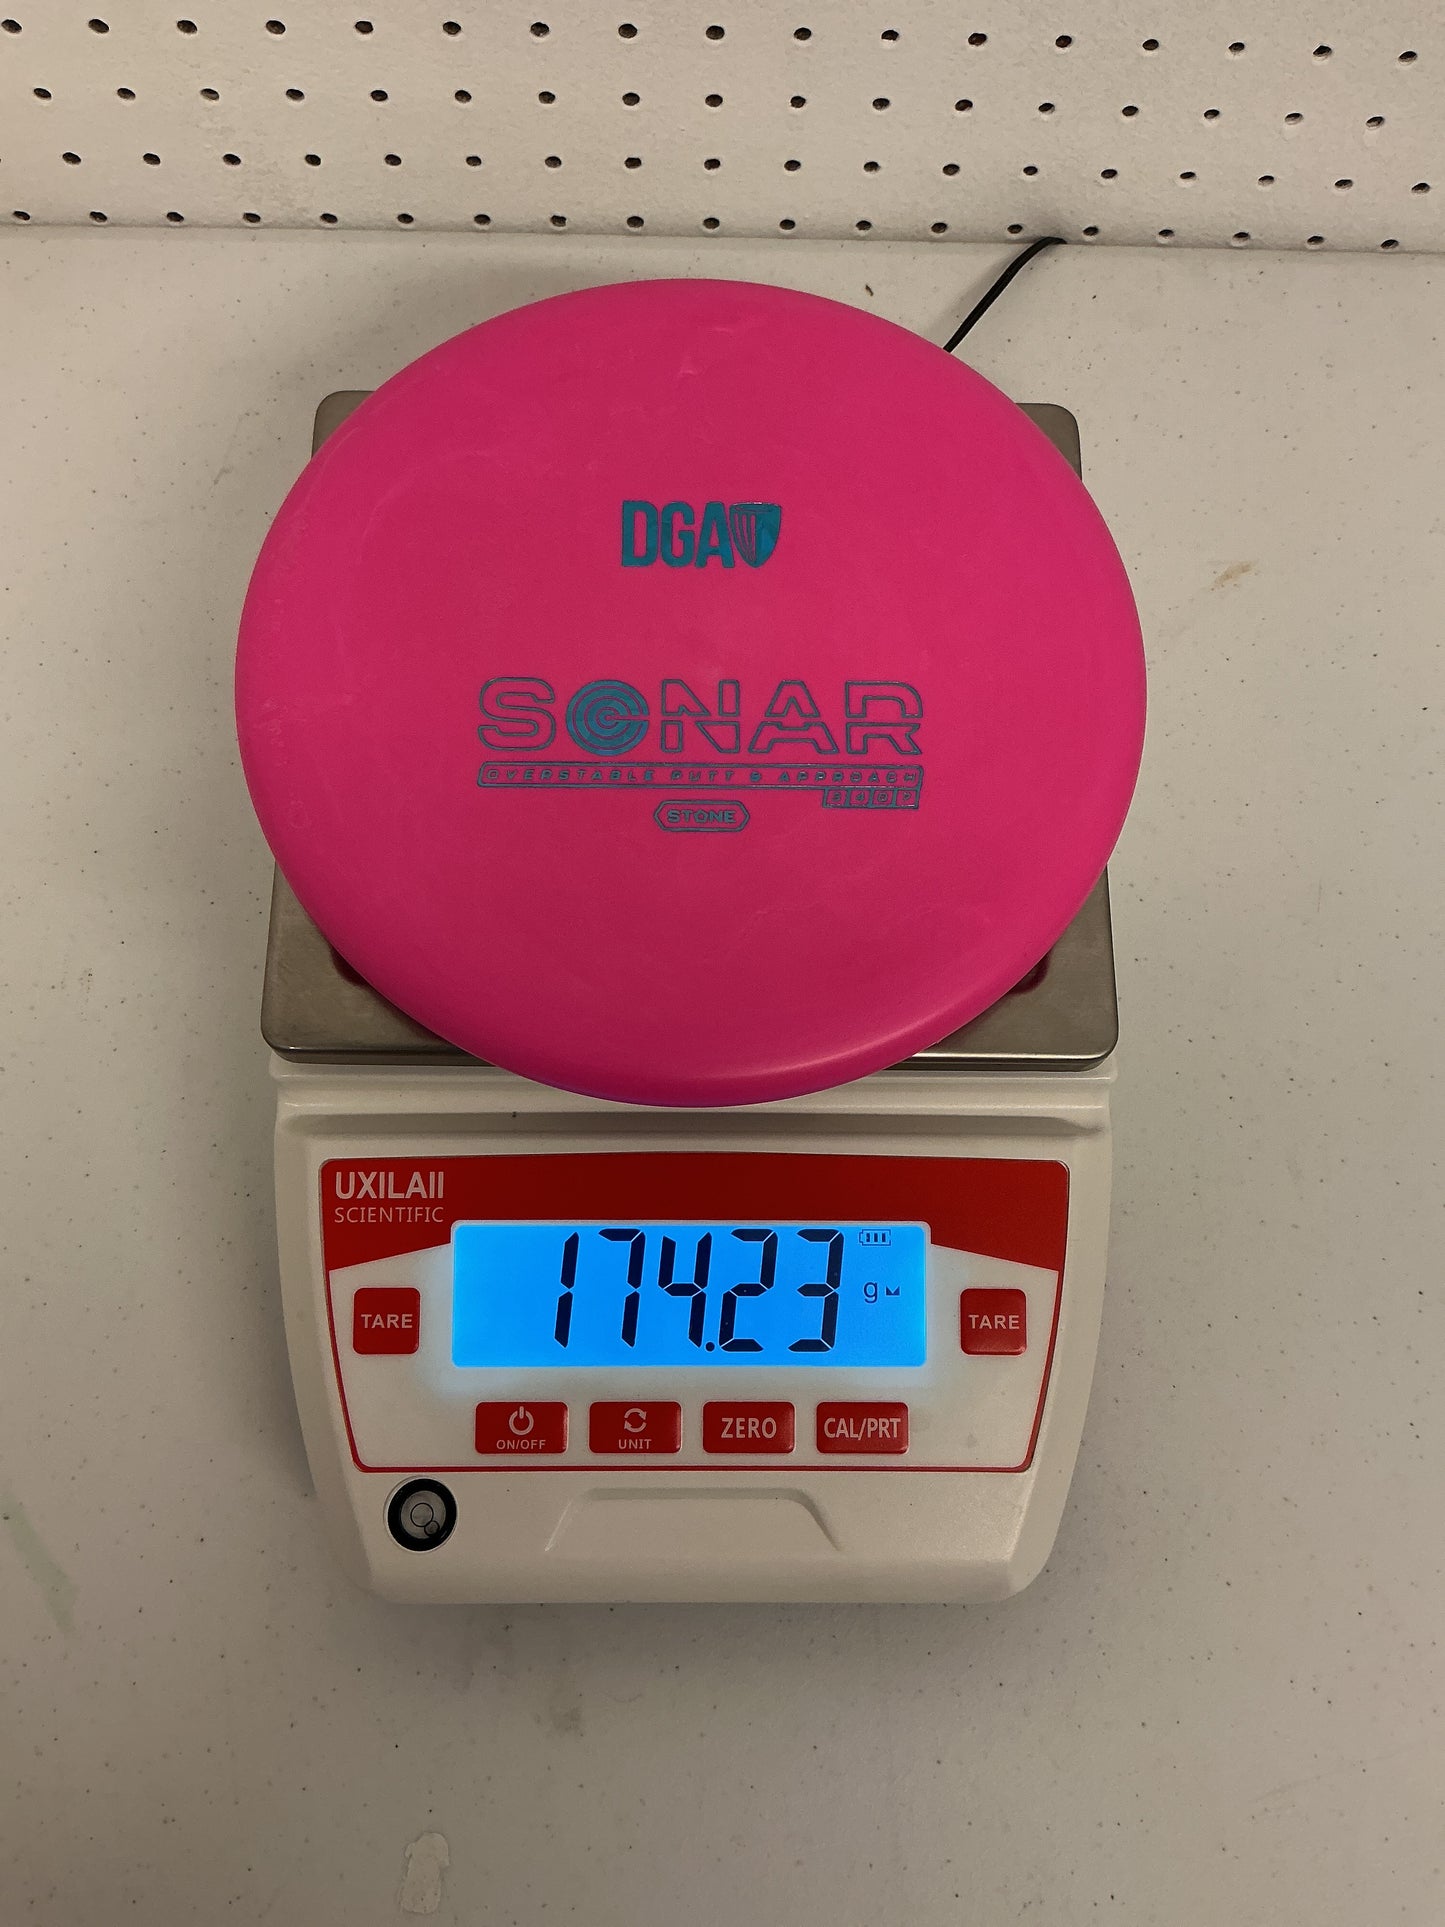 DGA
SONAR
OVERSTABLE PUTT & APPROACH
STONE
UXILAII
SCIENTIFIC
174.23 g
TARE TARE
ON/OFF UNIT ZERO CAL/PRT